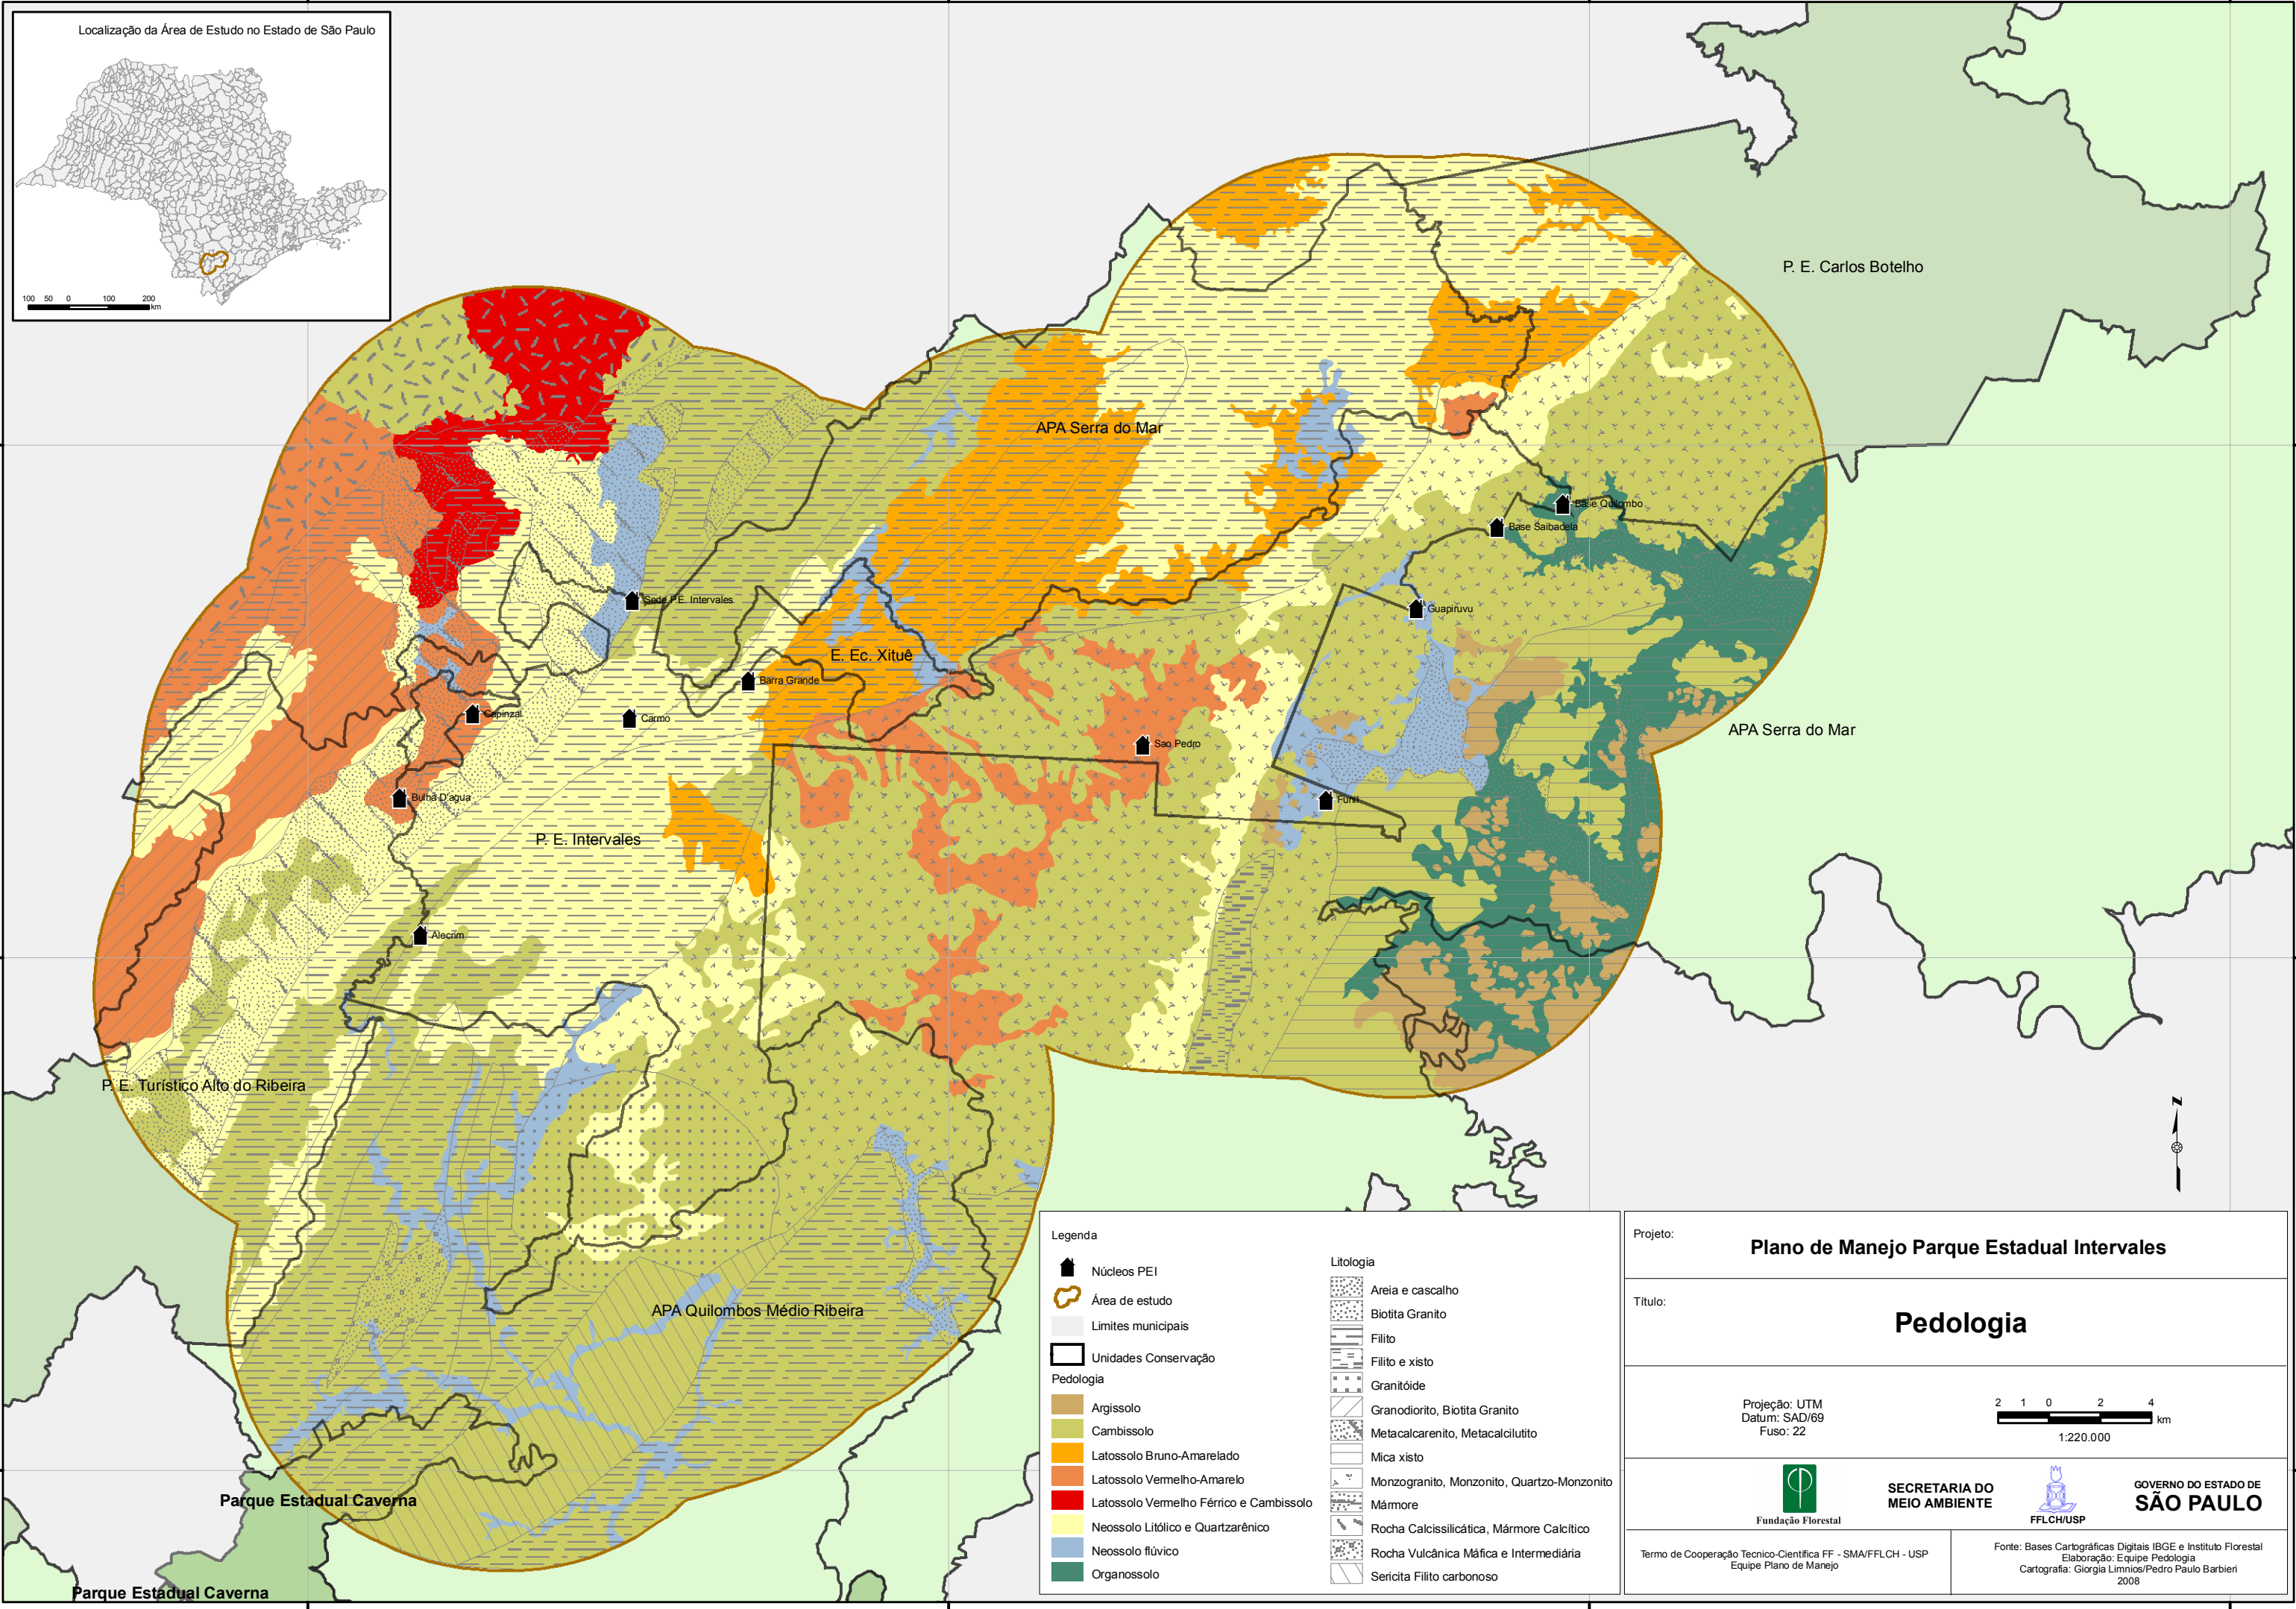 Localização da Área de Estudo no Estado de São Paulo
100 50 0 100 200
km
P. E. Carlos Botelho
APA Serra do Mar
Base Quilombo
Base Saibadela
Sede P.E. Intervales
Guapiruvu
E. Ec. Xituê
Barra Grande
Capinzal
Carmo
Sao Pedro
APA Serra do Mar
Bulha D'agua
Funil
P. E. Intervales
Alecrim
P. E. Turístico Alto do Ribeira
APA Quilombos Médio Ribeira
Parque Estadual Caverna
Parque Estadual Caverna
N
Legenda
Núcleos PEI
Área de estudo
Limites municipais
Unidades Conservação
Pedologia
Argissolo
Cambissolo
Latossolo Bruno-Amarelado
Latossolo Vermelho-Amarelo
Latossolo Vermelho Férrico e Cambissolo
Neossolo Litólico e Quartzarênico
Neossolo flúvico
Organossolo
Litologia
Areia e cascalho
Biotita Granito
Filito
Filito e xisto
Granitóide
Granodiorito, Biotita Granito
Metacalcarenito, Metacalcilutito
Mica xisto
Monzogranito, Monzonito, Quartzo-Monzonito
Mármore
Rocha Calcissilicática, Mármore Calcítico
Rocha Vulcânica Máfica e Intermediária
Sericita Filito carbonoso
Projeto:
Plano de Manejo Parque Estadual Intervales
Título:
Pedologia
Projeção: UTM
Datum: SAD/69
Fuso: 22
2 1 0 2 4
km
1:220.000
Fundação Florestal
SECRETARIA DO
MEIO AMBIENTE
FFLCH/USP
GOVERNO DO ESTADO DE
SÃO PAULO
Termo de Cooperação Tecnico-Científica FF - SMA/FFLCH - USP
Equipe Plano de Manejo
Fonte: Bases Cartográficas Digitais IBGE e Instituto Florestal
Elaboração: Equipe Pedologia
Cartografia: Giorgia Limnios/Pedro Paulo Barbieri
2008